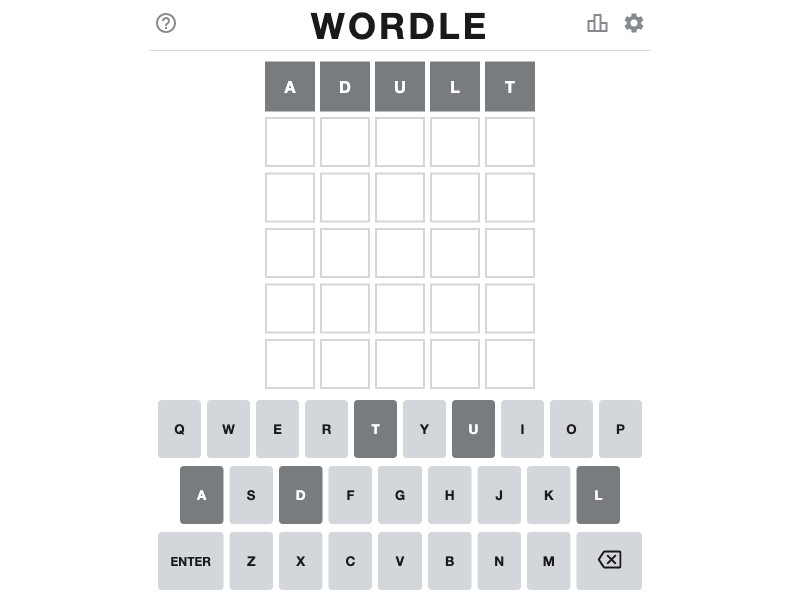 WORDLE
A D U L T
Q W E R T Y U I O P
A S D F G H J K L
ENTER Z X C V B N M